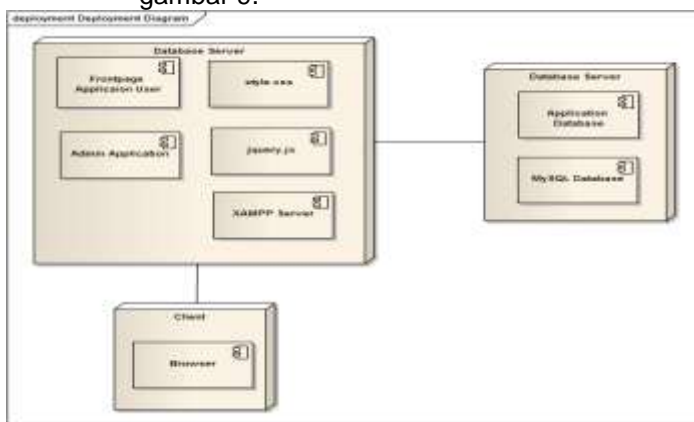 gambar 6.
deployment Deployment Diagram
Database Server
Frontpage
Applicaion User
style.css
Admin Application
jquery.js
XAMPP Server
Database Server
Application
Database
MySQL Database
Client
Browser